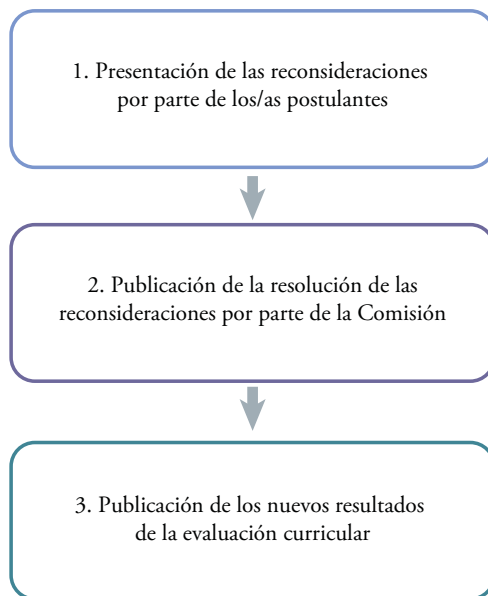 1. Presentación de las reconsideraciones
por parte de los/as postulantes
2. Publicación de la resolución de las
reconsideraciones por parte de la Comisión
3. Publicación de los nuevos resultados
de la evaluación curricular